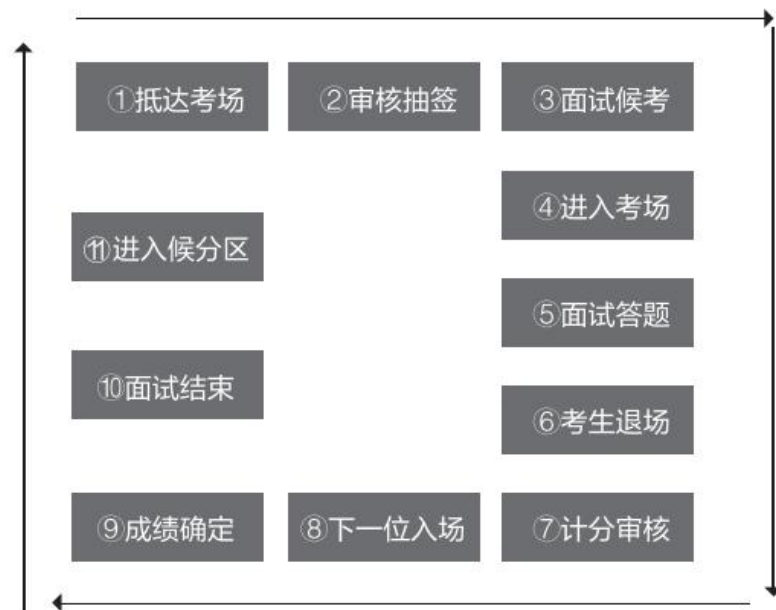 ①抵达考场
②审核抽签
③面试候考
④进入考场
⑤面试答题
⑥考生退场
⑦计分审核
⑧下一位入场
⑨成绩确定
⑩面试结束
⑪进入候分区